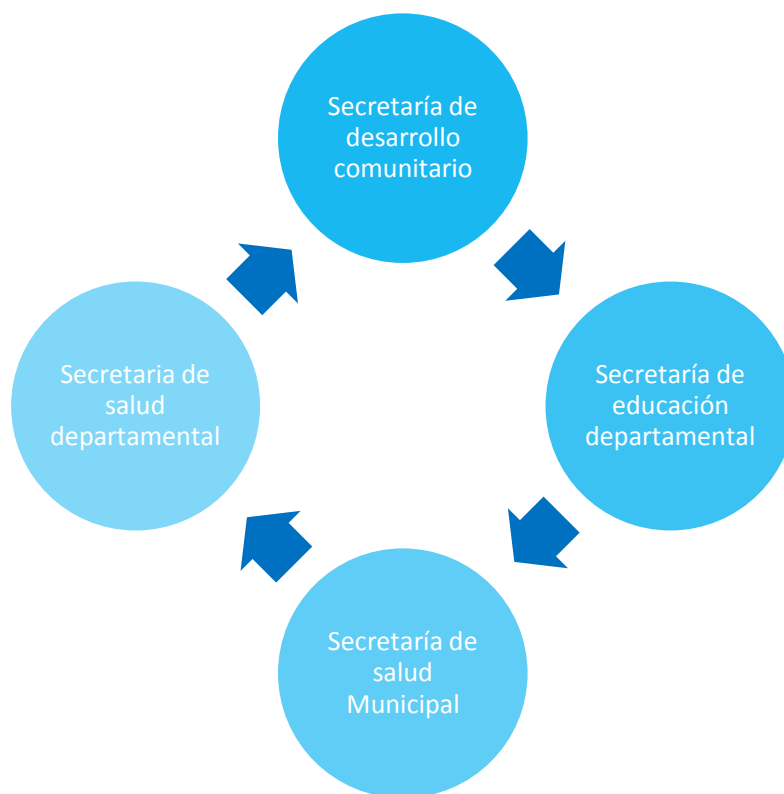 Secretaría de
desarrollo
comunitario
Secretaría de
educación
departamental
Secretaría de
salud
Municipal
Secretaria de
salud
departamental